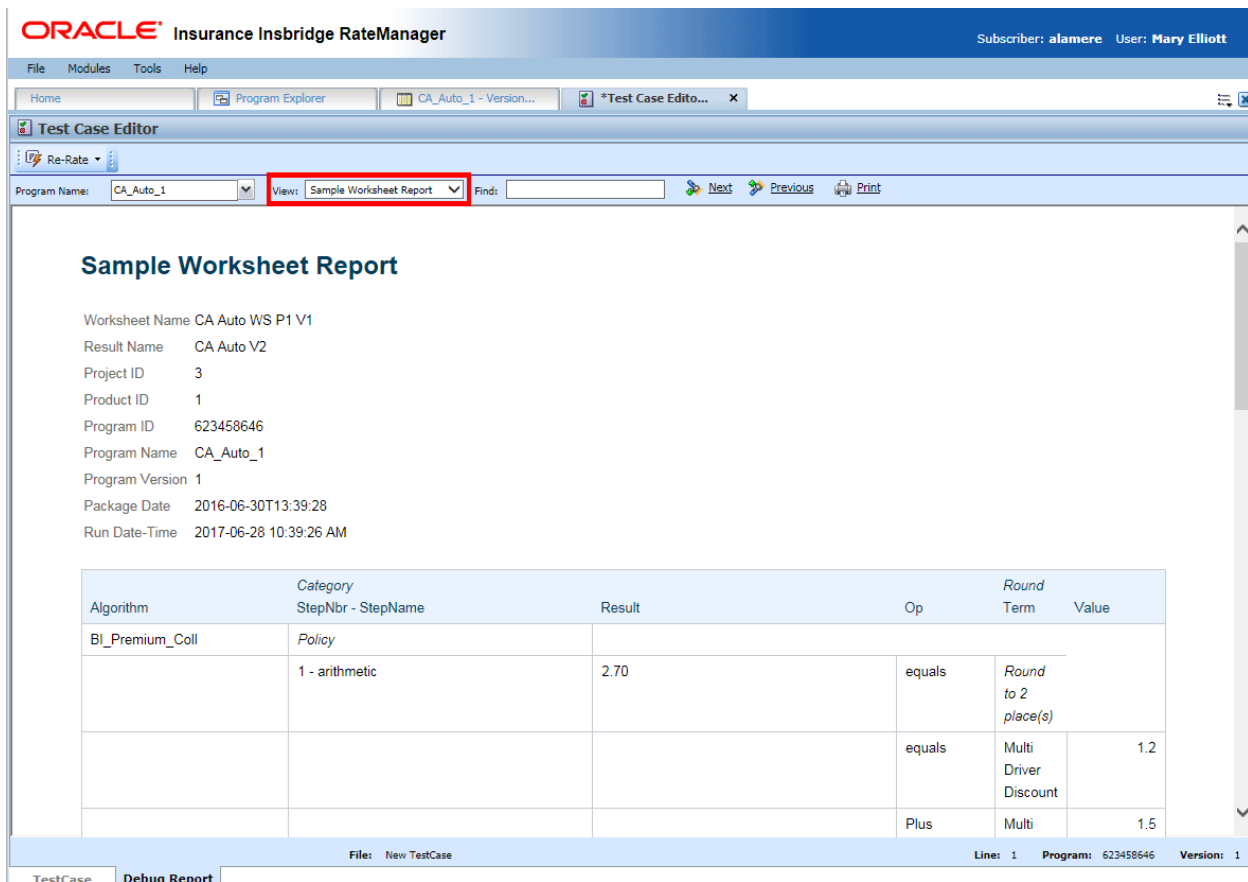 ORACLE Insurance Insbridge RateManager
Subscriber: alamere User: Mary Elliott
File Modules Tools Help
Home Program Explorer CA_Auto_1 - Version... *Test Case Edito... x
Test Case Editor
Re-Rate
Program Name: CA_Auto_1 View: Sample Worksheet Report Find: Next Previous Print
Sample Worksheet Report
Worksheet Name CA Auto WS P1 V1
Result Name CA Auto V2
Project ID 3
Product ID 1
Program ID 623458646
Program Name CA_Auto_1
Program Version 1
Package Date 2016-06-30T13:39:28
Run Date-Time 2017-06-28 10:39:26 AM
Category Round
Algorithm StepNbr - StepName Result Op Term Value
BI_Premium_Coll Policy
1 - arithmetic 2.70 equals Round
to 2
place(s)
equals Multi 1.2
Driver
Discount
Plus Multi 1.5
File: New TestCase Line: 1 Program: 623458646 Version: 1
TestCase Debug Report